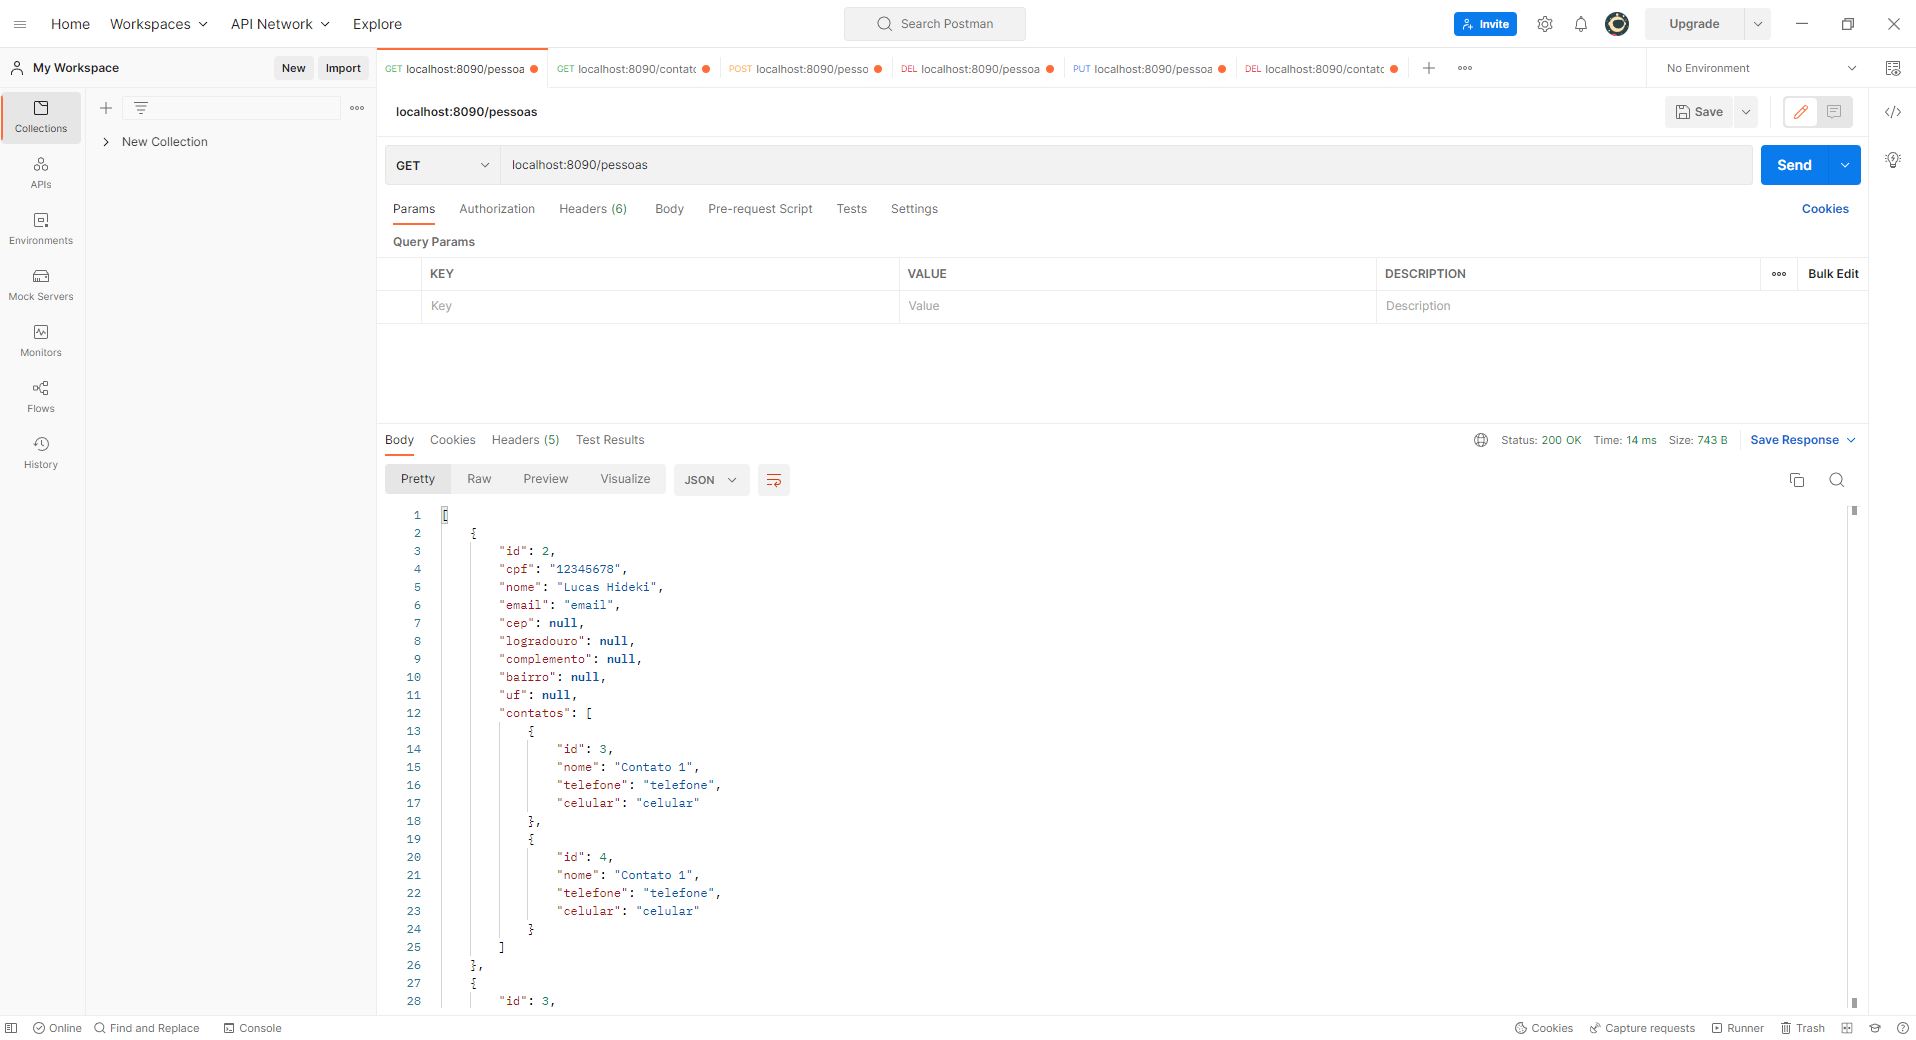 Home Workspaces API Network Explore Search Postman Invite Upgrade
My Workspace New Import GET localhost:8090/pessoa GET localhost:8090/contato POST localhost:8090/pesso DEL localhost:8090/pessoa PUT localhost:8090/pessoa DEL localhost:8090/contato No Environment
Collections
APIs
Environments
Mock Servers
Monitors
Flows
History
New Collection
localhost:8090/pessoas Save
GET localhost:8090/pessoas Send
Params Authorization Headers (6) Body Pre-request Script Tests Settings Cookies
Query Params
KEY VALUE DESCRIPTION Bulk Edit
Key Value Description
Body Cookies Headers (5) Test Results Status: 200 OK Time: 14 ms Size: 743 B Save Response
Pretty Raw Preview Visualize JSON
1 [
2 {
3 "id": 2,
4 "cpf": "12345678",
5 "nome": "Lucas Hideki",
6 "email": "email",
7 "cep": null,
8 "logradouro": null,
9 "complemento": null,
10 "bairro": null,
11 "uf": null,
12 "contatos": [
13 {
14 "id": 3,
15 "nome": "Contato 1",
16 "telefone": "telefone",
17 "celular": "celular"
18 },
19 {
20 "id": 4,
21 "nome": "Contato 1",
22 "telefone": "telefone",
23 "celular": "celular"
24 }
25 ]
26 },
27 {
28 "id": 3,
Online Find and Replace Console Cookies Capture requests Runner Trash